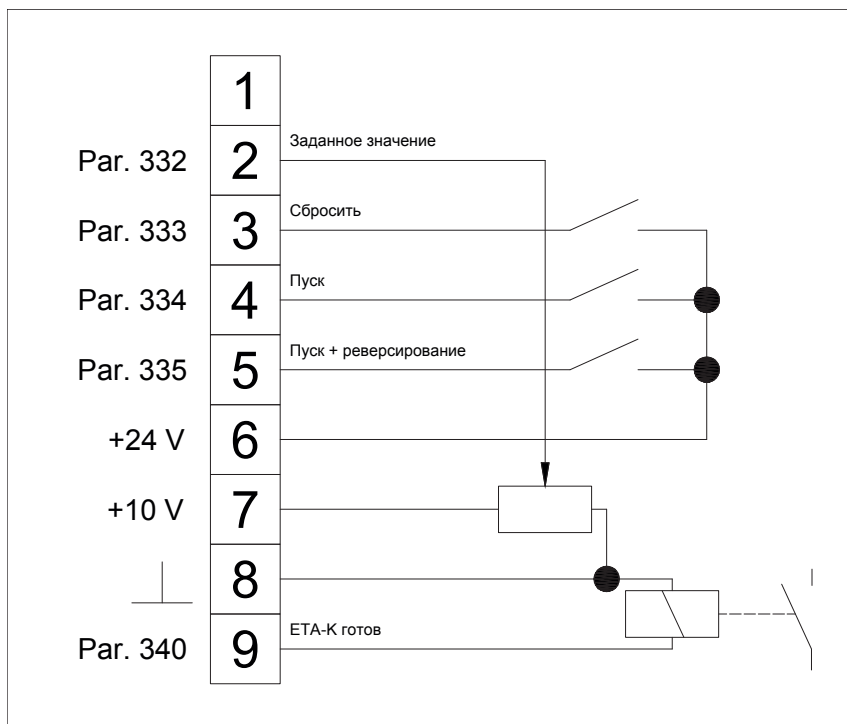 1
Par. 332 2 Заданное значение
Par. 333 3 Сбросить
Par. 334 4 Пуск
Par. 335 5 Пуск + реверсирование
+24 V 6
+10 V 7
8
Par. 340 9 ETA-K готов